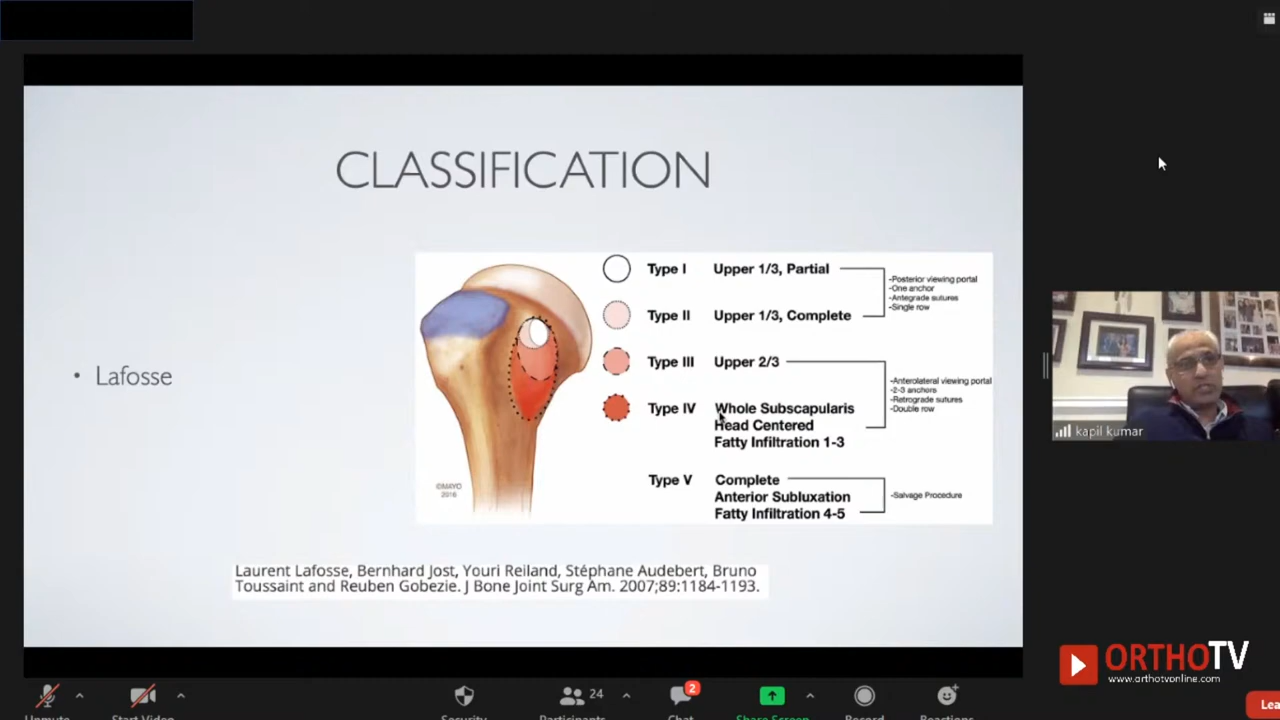 CLASSIFICATION
• Lafosse
Type I Upper 1/3, Partial
Type II Upper 1/3, Complete
-Posterior viewing portal
-One anchor
-Antegrade sutures
-Single row
Type III Upper 2/3
Type IV Whole Subscapularis
Head Centered
Fatty Infiltration 1-3
-Anterolateral viewing portal
-2-3 anchors
-Retrograde sutures
-Double row
Type V Complete
Anterior Subluxation
Fatty Infiltration 4-5
-Salvage Procedure
©MAYO
2016
Laurent Lafosse, Bernhard Jost, Youri Reiland, Stéphane Audebert, Bruno
Toussaint and Reuben Gobezie. J Bone Joint Surg Am. 2007;89:1184-1193.
kapil kumar
ORTHOTV
www.orthotvonline.com
Unmute
Start Video
Security
24
Participants
2
Chat
Share Screen
Record
Reactions
Lea